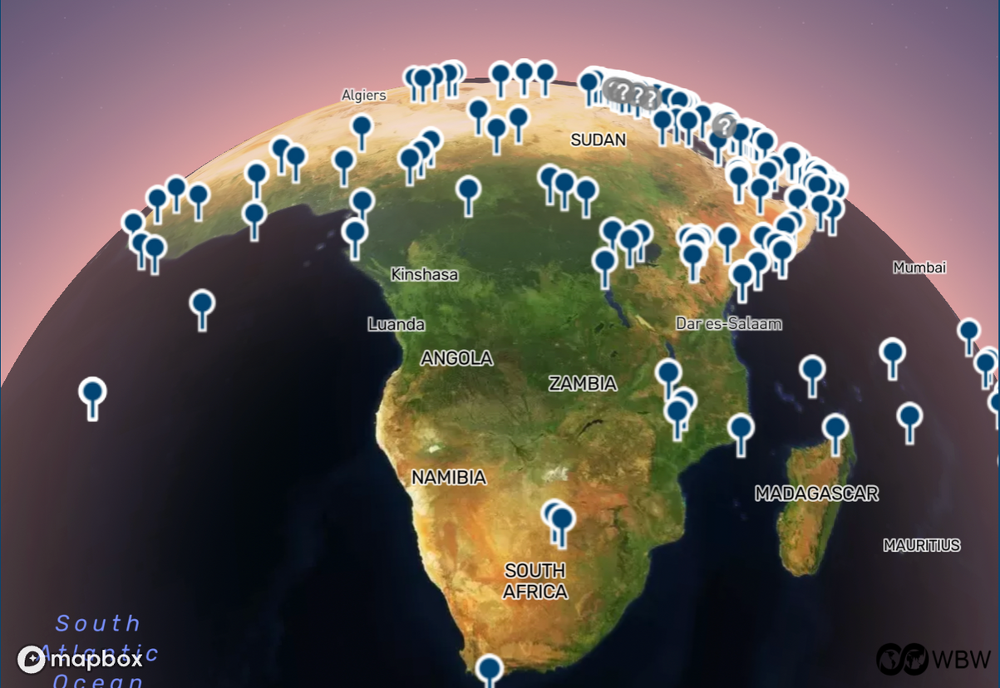 Algiers
SUDAN
Kinshasa
Mumbai
Luanda
Dar es-Salaam
ANGOLA
ZAMBIA
NAMIBIA
MADAGASCAR
MAURITIUS
SOUTH
AFRICA
South
Atlantic
Ocean
mapbox
WBW
?
?
?
?